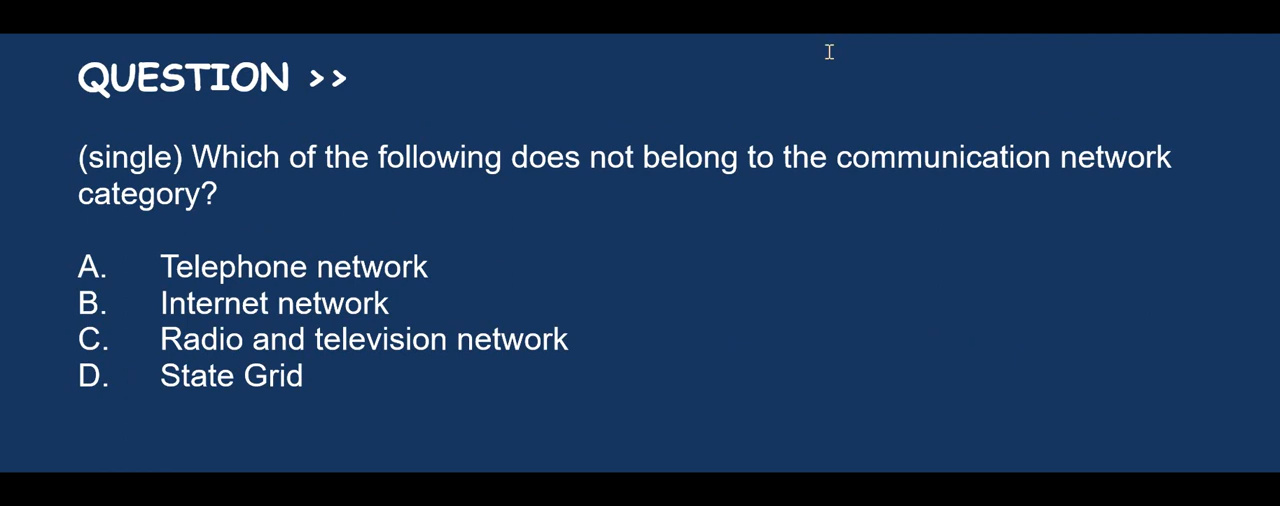 QUESTION >>
(single) Which of the following does not belong to the communication network
category?
A. Telephone network
B. Internet network
C. Radio and television network
D. State Grid